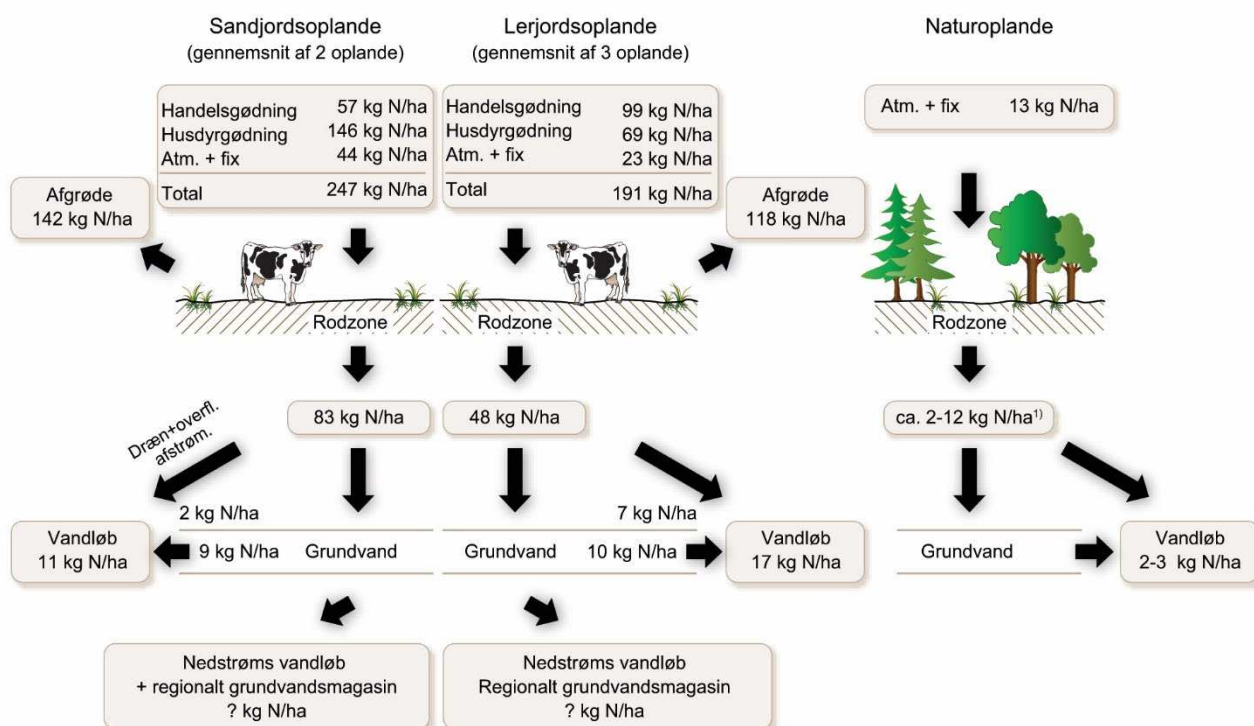 Sandjordsoplande
(gennemsnit af 2 oplande)
Handelsgødning 57 kg N/ha
Husdyrgødning 146 kg N/ha
Atm. + fix 44 kg N/ha
Total 247 kg N/ha
Afgrøde
142 kg N/ha
Rodzone
83 kg N/ha
Dræn+overfl.
afstrøm.
2 kg N/ha
Vandløb
11 kg N/ha
9 kg N/ha
Grundvand
Nedstrøms vandløb
+ regionalt grundvandsmagasin
? kg N/ha
Lerjordsoplande
(gennemsnit af 3 oplande)
Handelsgødning 99 kg N/ha
Husdyrgødning 69 kg N/ha
Atm. + fix 23 kg N/ha
Total 191 kg N/ha
Afgrøde
118 kg N/ha
Rodzone
48 kg N/ha
7 kg N/ha
Grundvand
10 kg N/ha
Vandløb
17 kg N/ha
Nedstrøms vandløb
Regionalt grundvandsmagasin
? kg N/ha
Naturoplande
Atm. + fix 13 kg N/ha
Rodzone
ca. 2-12 kg N/ha¹⁾
Grundvand
Vandløb
2-3 kg N/ha